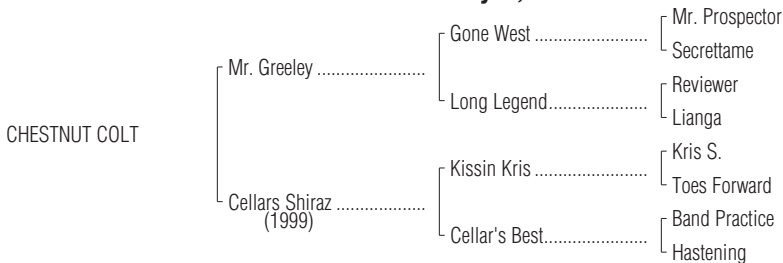 Mr. Prospector
Gone West ........................
Secrettame
Mr. Greeley .......................
Reviewer
Long Legend.....................
Lianga
CHESTNUT COLT
Kris S.
Kissin Kris ........................
Toes Forward
Cellars Shiraz ...................
(1999)
Band Practice
Cellar's Best......................
Hastening